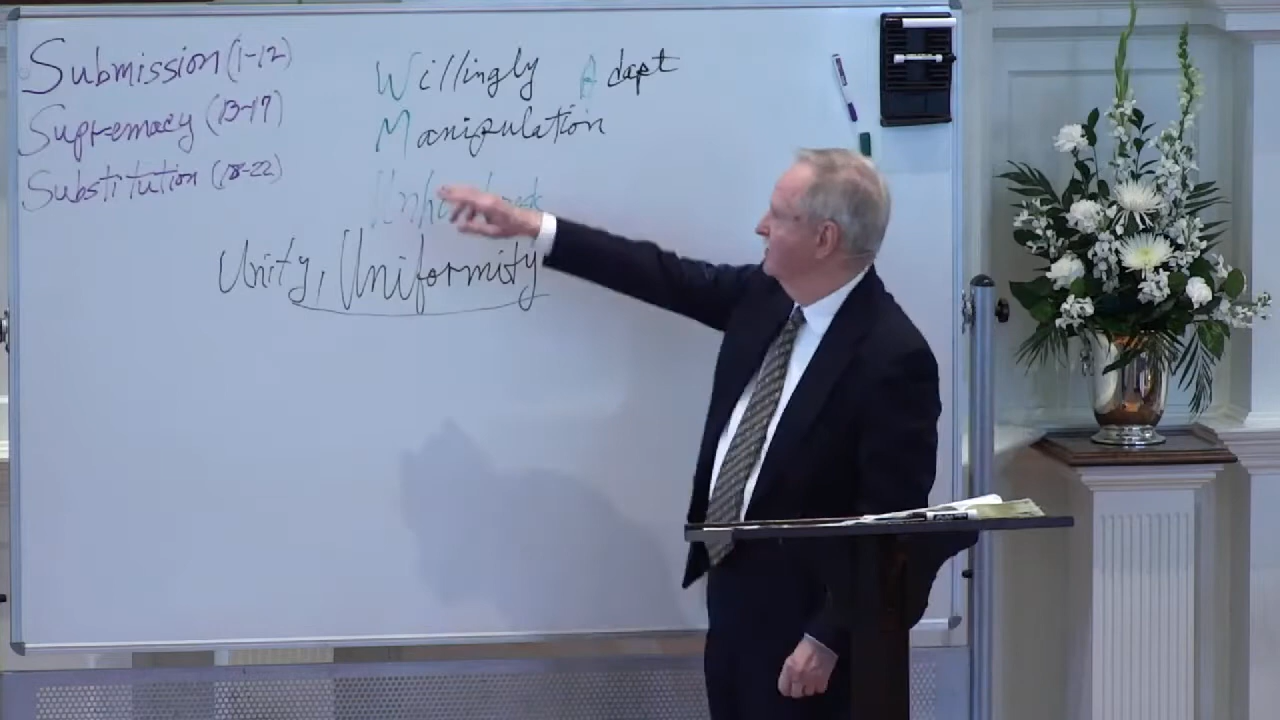 Submission (1-12)
Supremacy (13-17)
Substitution (18-22)
Willingly Adapt
Manipulation
Unity, Uniformity